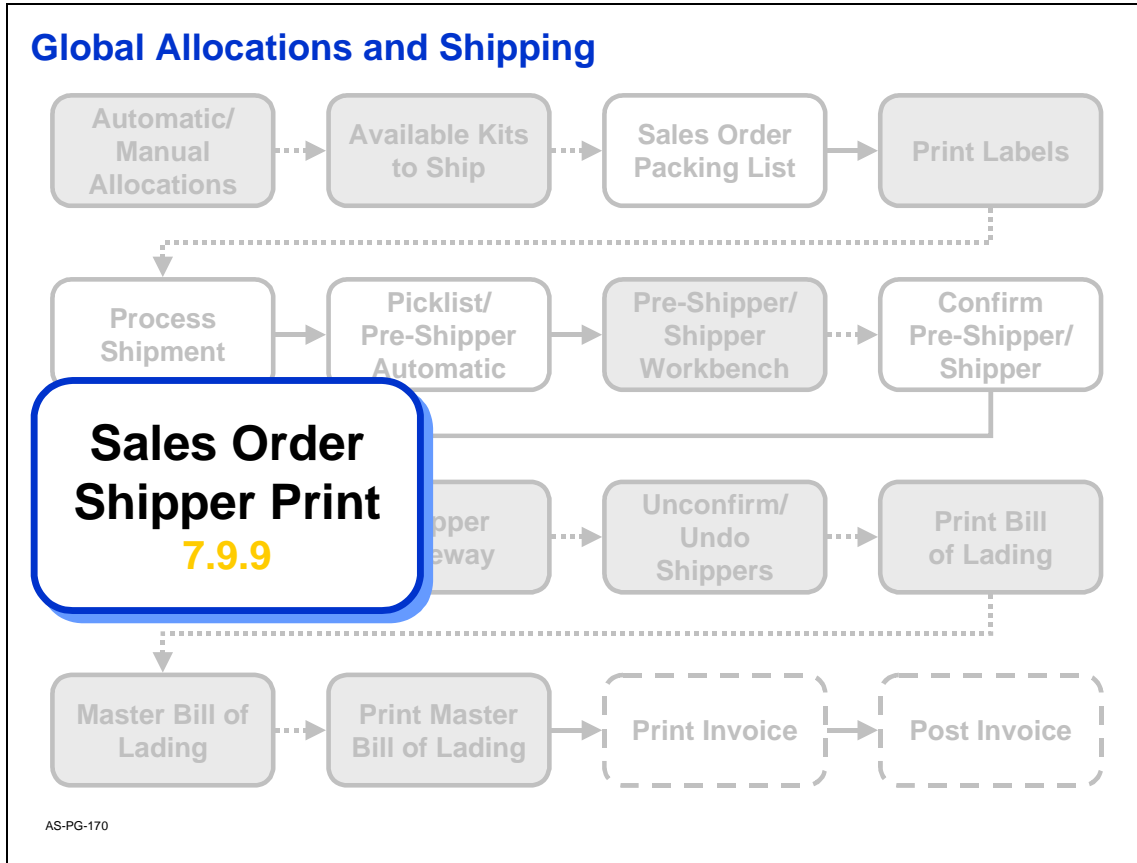 Global Allocations and Shipping
Automatic/
Manual
Allocations
Available Kits
to Ship
Sales Order
Packing List
Print Labels
Process
Shipment
Picklist/
Pre-Shipper
Automatic
Pre-Shipper/
Shipper
Workbench
Confirm
Pre-Shipper/
Shipper
Sales Order
Shipper Print
7.9.9
Unconfirm/
Undo
Shippers
Print Bill
of Lading
Master Bill of
Lading
Print Master
Bill of Lading
Print Invoice
Post Invoice
AS-PG-170